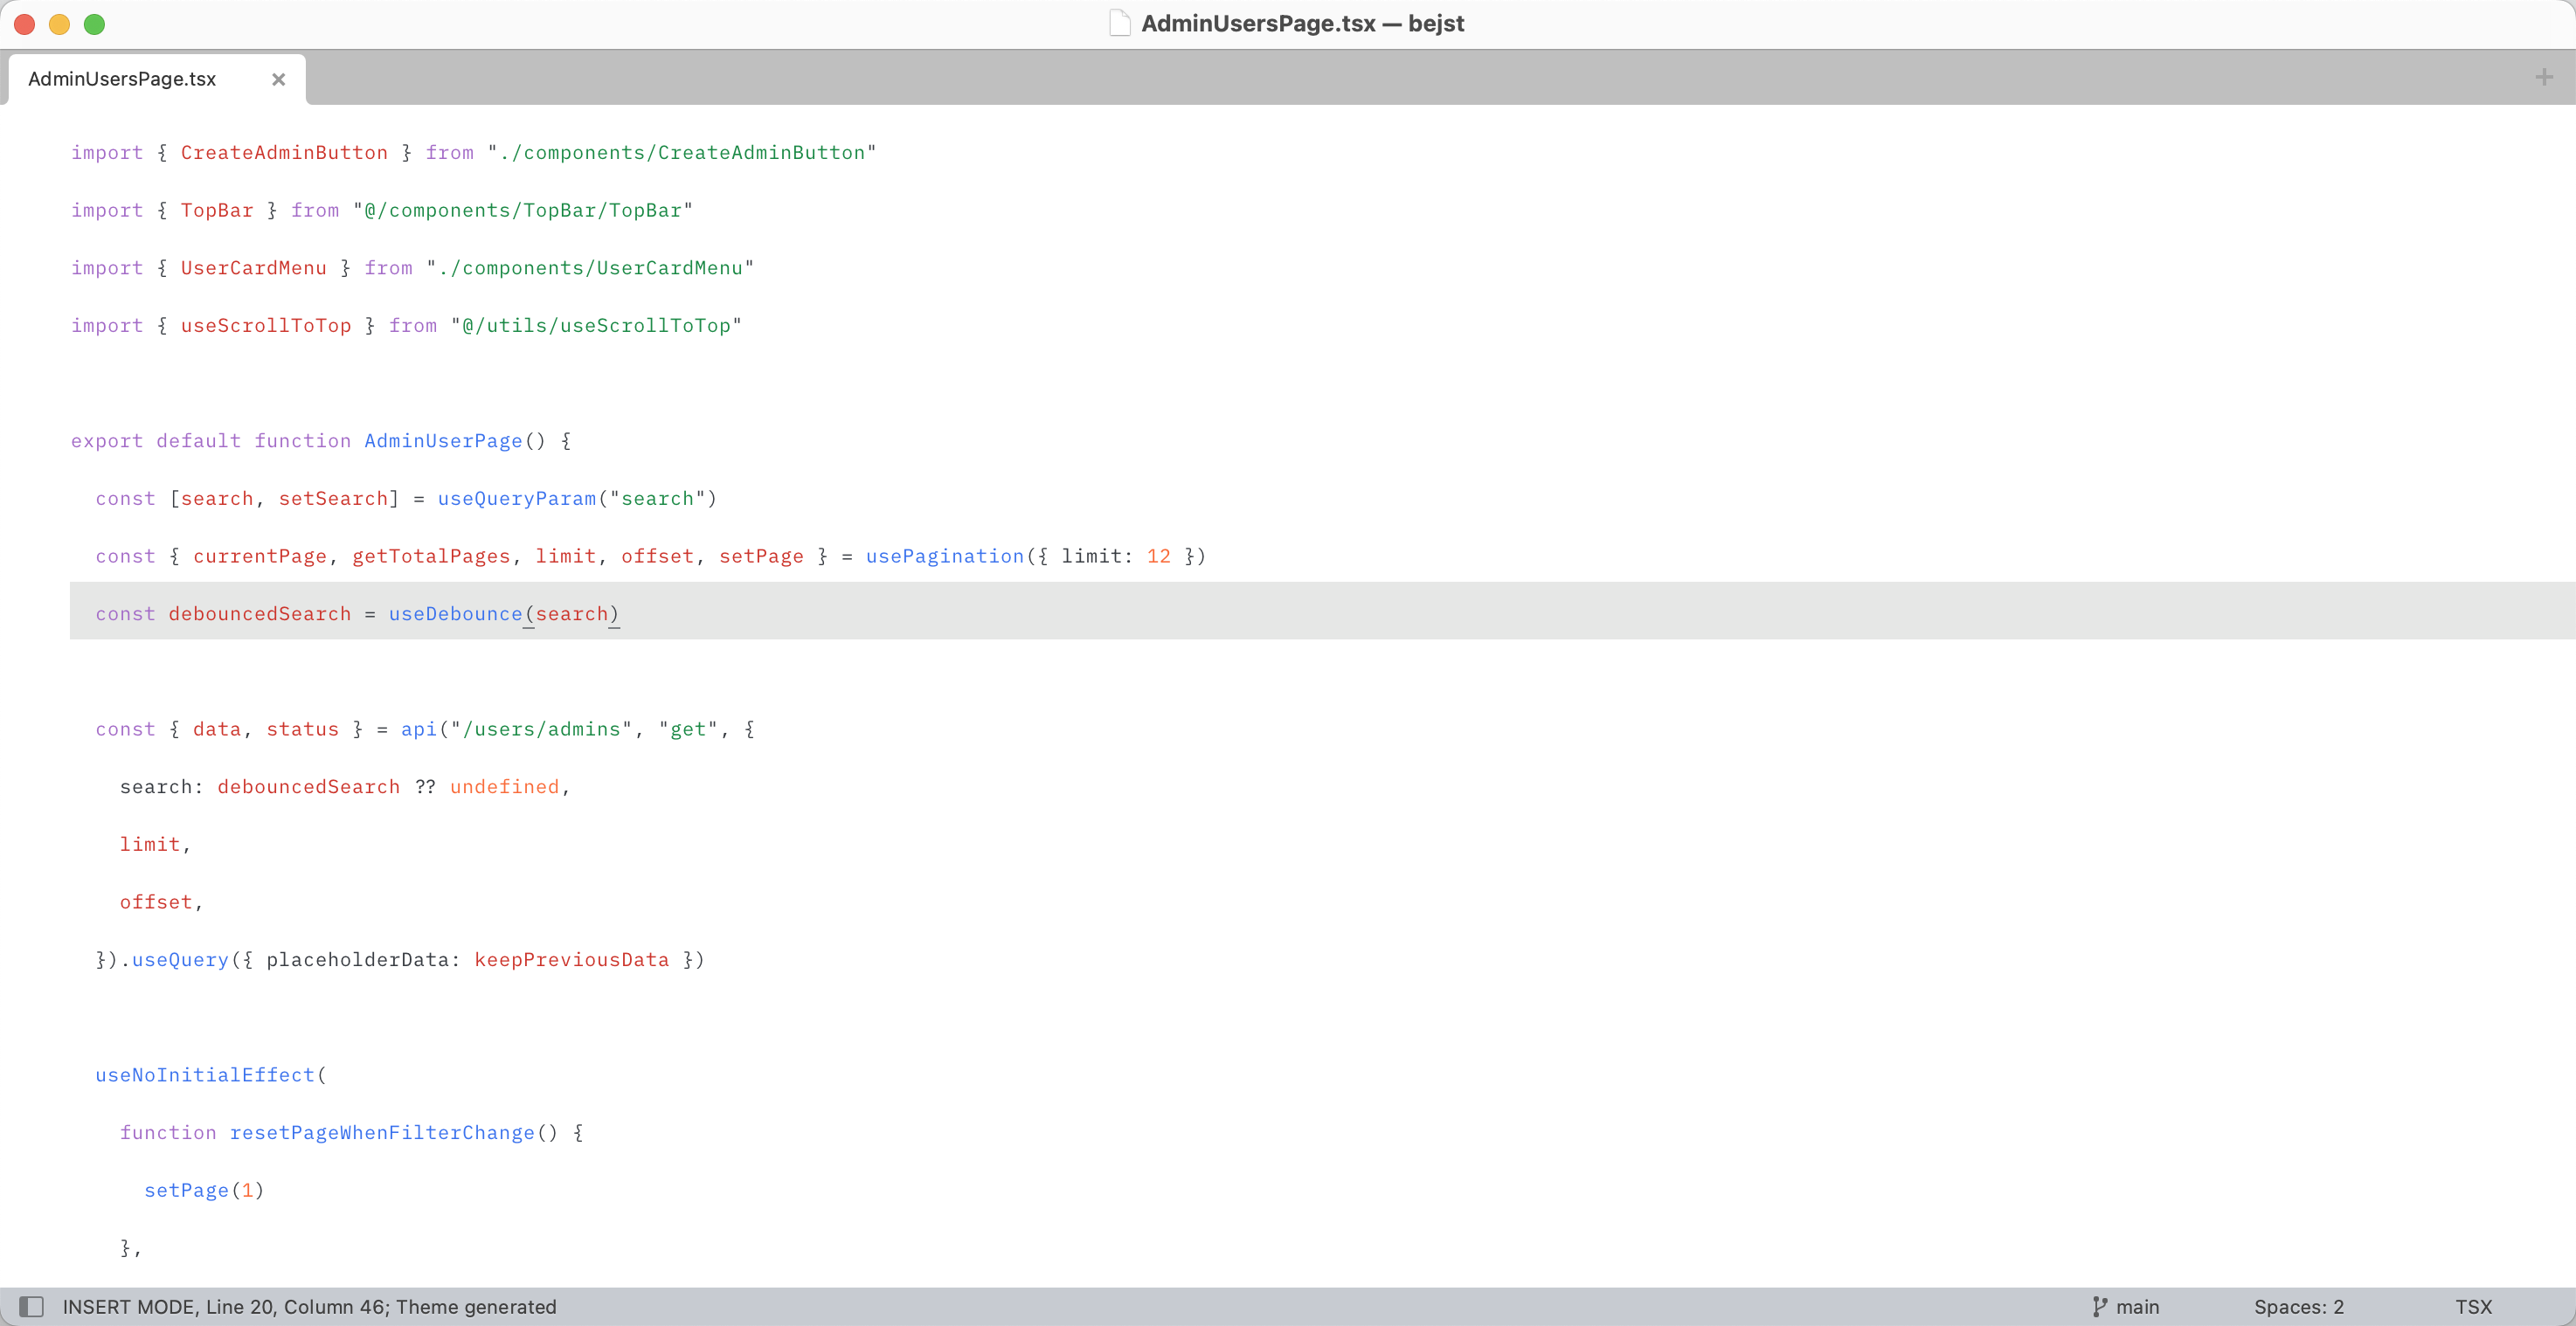 AdminUsersPage.tsx — bejst
AdminUsersPage.tsx
import { CreateAdminButton } from "./components/CreateAdminButton"
import { TopBar } from "@/components/TopBar/TopBar"
import { UserCardMenu } from "./components/UserCardMenu"
import { useScrollToTop } from "@/utils/useScrollToTop"
export default function AdminUserPage() {
const [search, setSearch] = useQueryParam("search")
const { currentPage, getTotalPages, limit, offset, setPage } = usePagination({ limit: 12 })
const debouncedSearch = useDebounce(search)
const { data, status } = api("/users/admins", "get", {
search: debouncedSearch ?? undefined,
limit,
offset,
}).useQuery({ placeholderData: keepPreviousData })
useNoInitialEffect(
function resetPageWhenFilterChange() {
setPage(1)
},
INSERT MODE, Line 20, Column 46; Theme generated
main
Spaces: 2
TSX